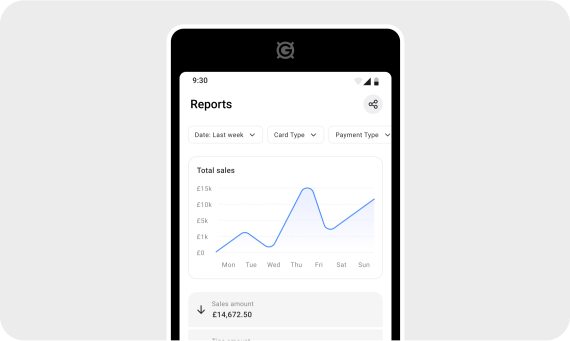 G
9:30
Reports
Date: Last week
Card Type
Payment Type
Total sales
£15k
£10k
£5k
£1k
£0
Mon Tue Wed Thu Fri Sat Sun
Sales amount
£14,672.50